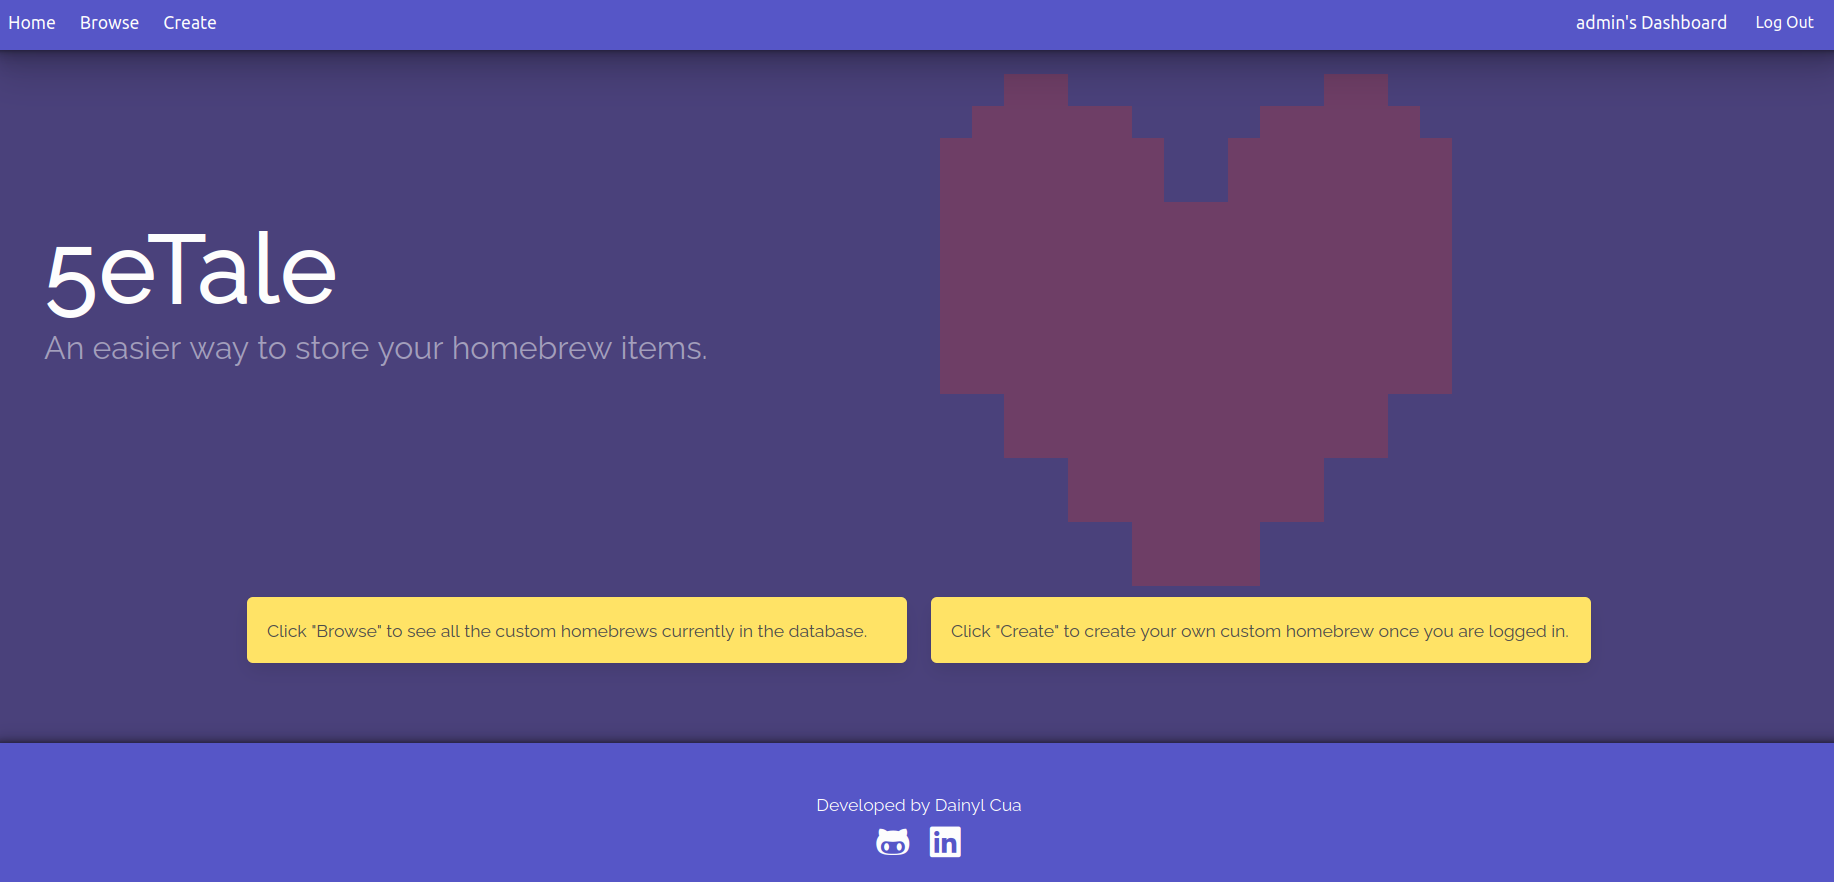 Home Browse Create admin's Dashboard Log Out
5eTale
An easier way to store your homebrew items.
Click "Browse" to see all the custom homebrews currently in the database.
Click "Create" to create your own custom homebrew once you are logged in.
Developed by Dainyl Cua
in